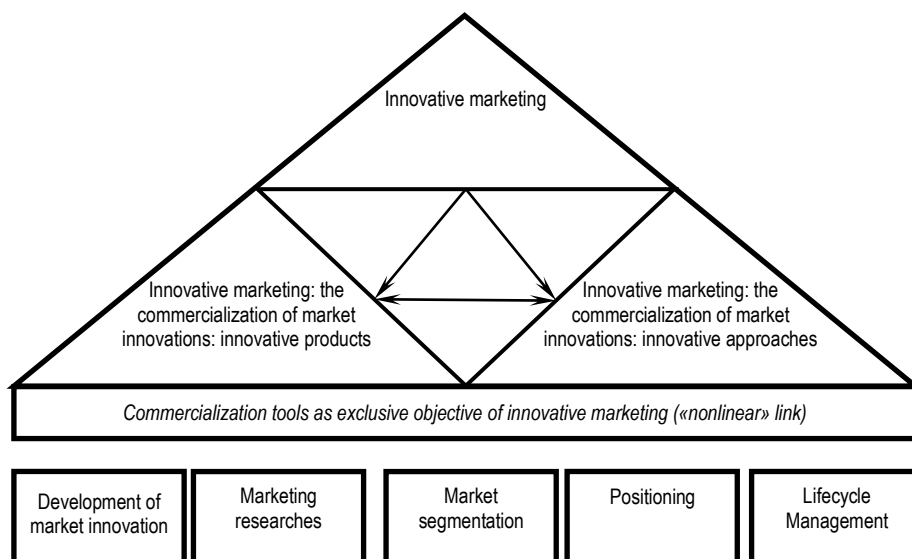 Innovative marketing
Innovative marketing: the
commercialization of market
innovations: innovative products
Innovative marketing: the
commercialization of market
innovations: innovative approaches
Commercialization tools as exclusive objective of innovative marketing («nonlinear» link)
Development of
market innovation
Marketing
researches
Market
segmentation
Positioning
Lifecycle
Management